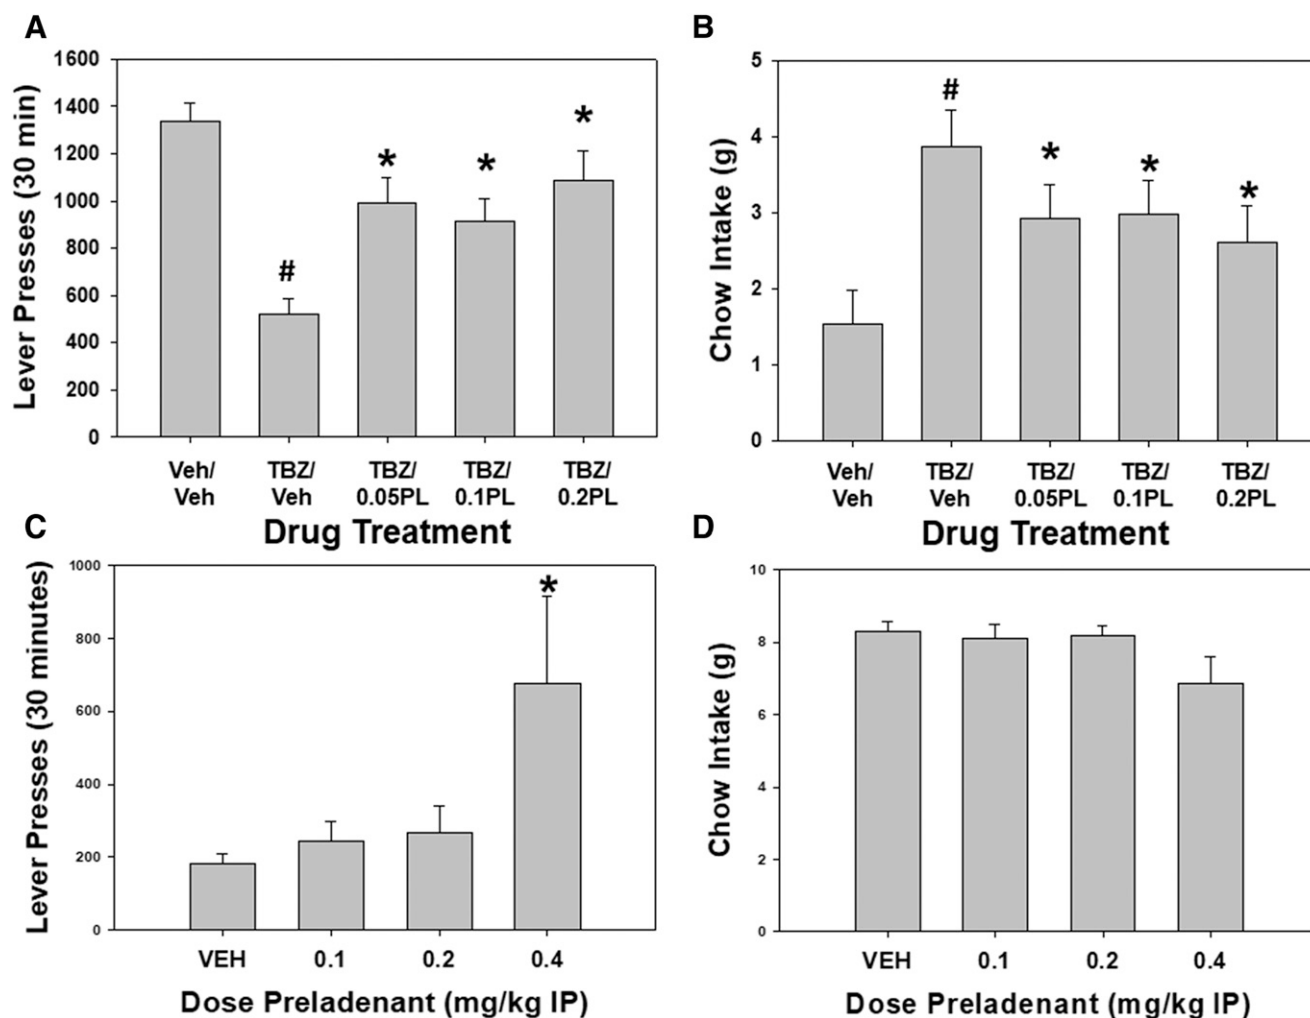 A
Lever Presses (30 min)
1600
1400
1200
1000
800
600
400
200
0
#
*
*
*
Veh/ TBZ/ TBZ/ TBZ/ TBZ/
Veh Veh 0.05PL 0.1PL 0.2PL
Drug Treatment
B
Chow Intake (g)
5
4
3
2
1
0
#
*
*
*
Veh/ TBZ/ TBZ/ TBZ/ TBZ/
Veh Veh 0.05PL 0.1PL 0.2PL
Drug Treatment
C
Lever Presses (30 minutes)
1000
800
600
400
200
0
*
VEH 0.1 0.2 0.4
Dose Preladenant (mg/kg IP)
D
Chow Intake (g)
10
8
6
4
2
0
VEH 0.1 0.2 0.4
Dose Preladenant (mg/kg IP)